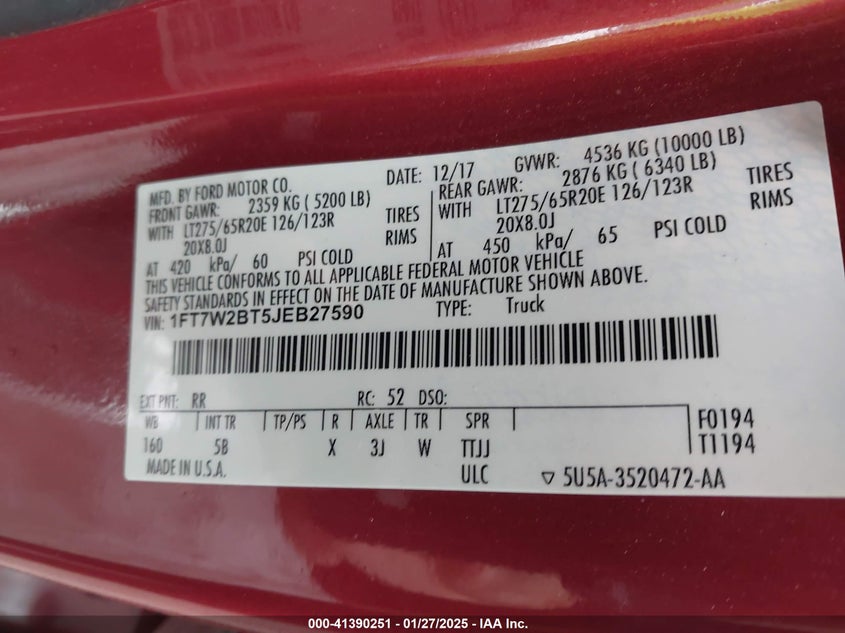 MFD. BY FORD MOTOR CO. DATE: 12/17 GVWR: 4536 KG (10000 LB)
FRONT GAWR: 2359 KG ( 5200 LB) REAR GAWR: 2876 KG ( 6340 LB)
WITH LT275/65R20E 126/123R TIRES WITH LT275/65R20E 126/123R TIRES
20X8.0J RIMS 20X8.0J RIMS
AT 420 kPa/ 60 PSI COLD AT 450 kPa/ 65 PSI COLD
THIS VEHICLE CONFORMS TO ALL APPLICABLE FEDERAL MOTOR VEHICLE
SAFETY STANDARDS IN EFFECT ON THE DATE OF MANUFACTURE SHOWN ABOVE.
VIN: 1FT7W2BT5JEB27590 TYPE: Truck
EXT PNT: RR RC: 52 DSO:
WB INT TR TP/PS R AXLE TR SPR F0194
160 5B X 3J W TTJJ T1194
MADE IN U.S.A. ULC ▽ 5U5A-3520472-AA
000-41390251 - 01/27/2025 - IAA Inc.